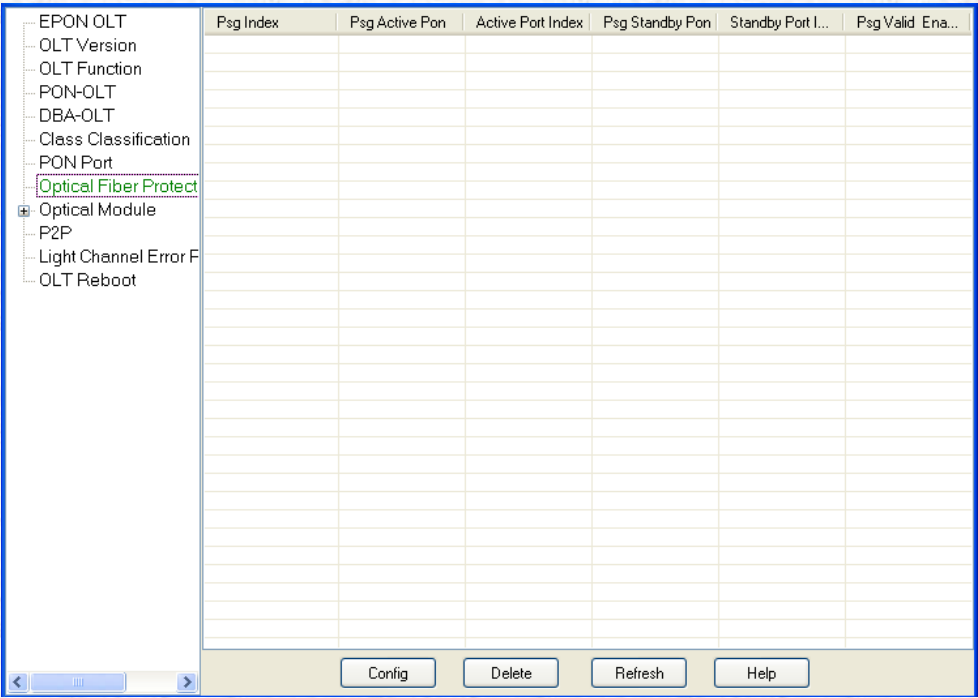 EPON OLT
OLT Version
OLT Function
PON-OLT
DBA-OLT
Class Classification
PON Port
Optical Fiber Protect
Optical Module
P2P
Light Channel Error F
OLT Reboot
Psg Index Psg Active Pon Active Port Index Psg Standby Pon Standby Port I... Psg Valid Ena...
Config Delete Refresh Help